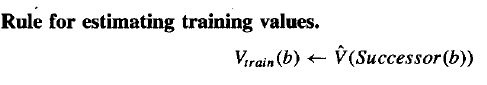 Rule for estimating training values.
V_train(b) ← V̂(Successor(b))